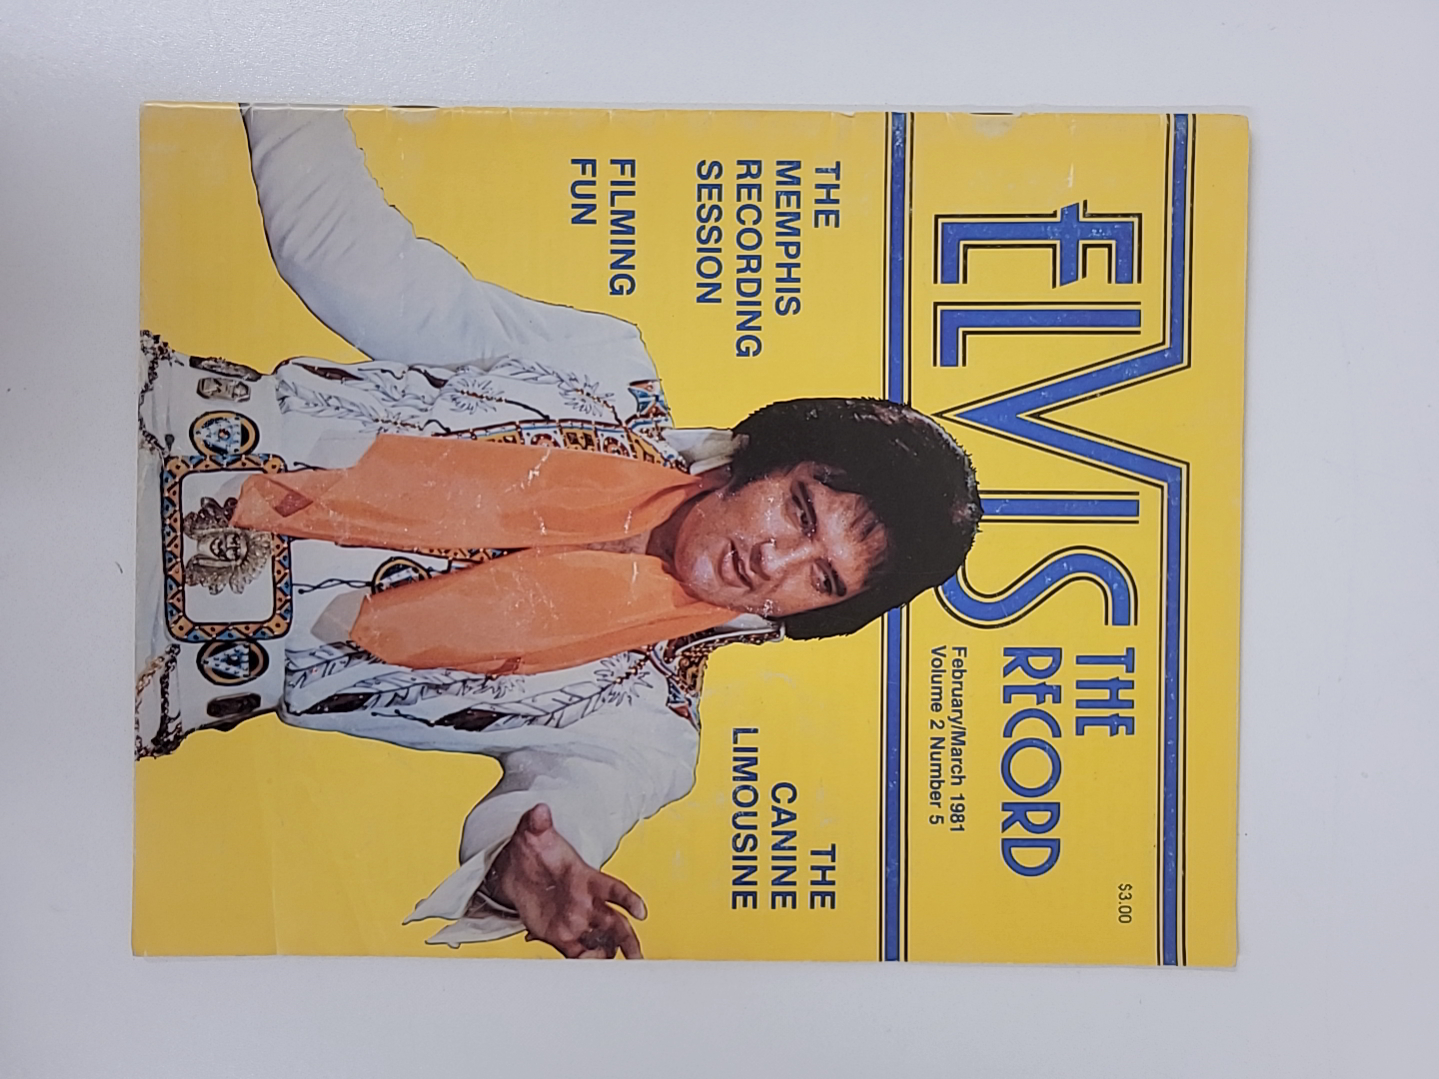 ELVIS
THE
RECORD
$3.00
February/March 1981
Volume 2 Number 5
THE
MEMPHIS
RECORDING
SESSION
FILMING
FUN
THE
CANINE
LIMOUSINE